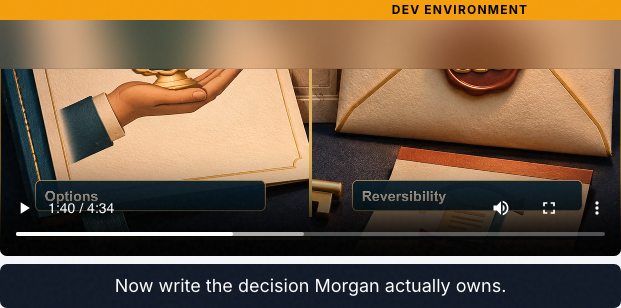 DEV ENVIRONMENT
Options
Reversibility
1:40 / 4:34
Now write the decision Morgan actually owns.